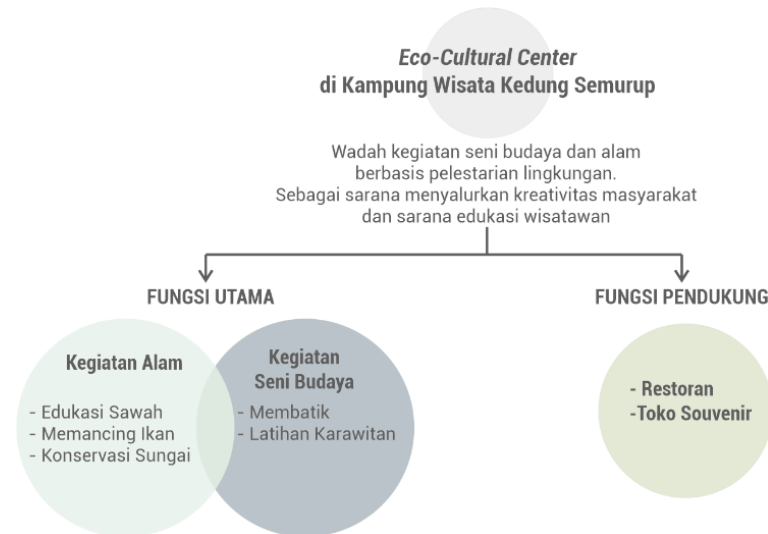 Eco-Cultural Center
di Kampung Wisata Kedung Semurup
Wadah kegiatan seni budaya dan alam
berbasis pelestarian lingkungan.
Sebagai sarana menyalurkan kreativitas masyarakat
dan sarana edukasi wisatawan
FUNGSI UTAMA
Kegiatan Alam
- Edukasi Sawah
- Memancing Ikan
- Konservasi Sungai
Kegiatan
Seni Budaya
- Membatik
- Latihan Karawitan
FUNGSI PENDUKUNG
- Restoran
-Toko Souvenir